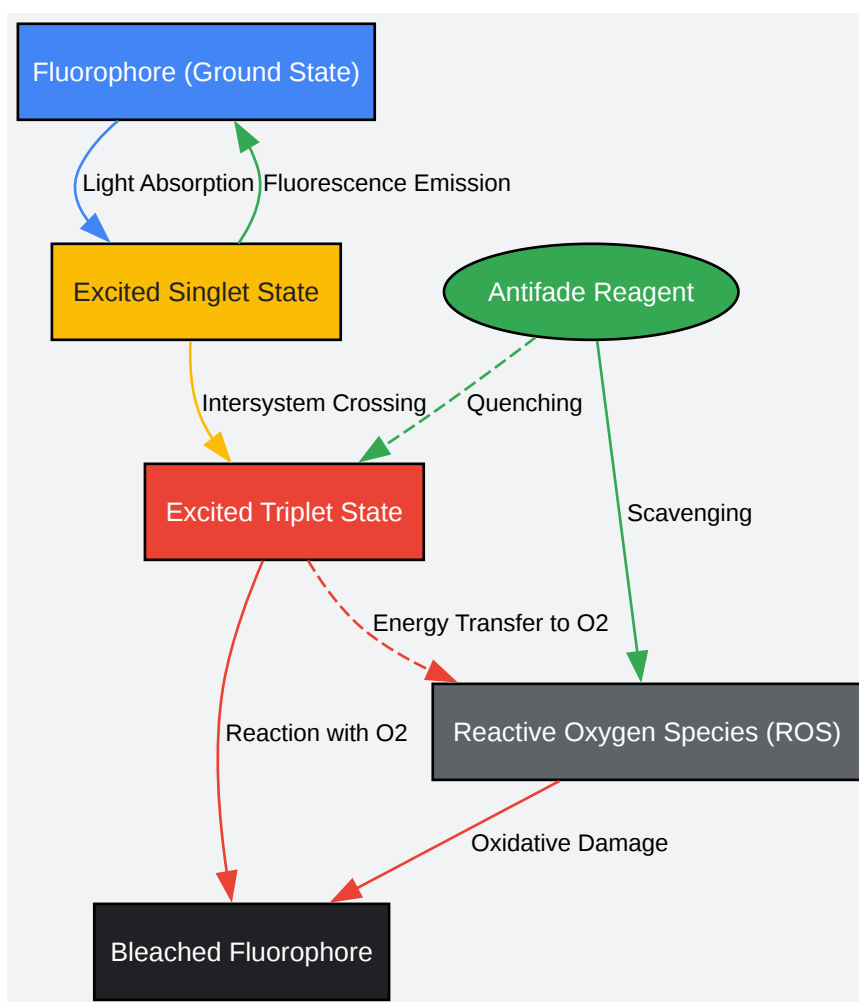 Fluorophore (Ground State)
Light Absorption
Fluorescence Emission
Excited Singlet State
Antifade Reagent
Intersystem Crossing
Quenching
Excited Triplet State
Scavenging
Energy Transfer to O2
Reaction with O2
Reactive Oxygen Species (ROS)
Oxidative Damage
Bleached Fluorophore